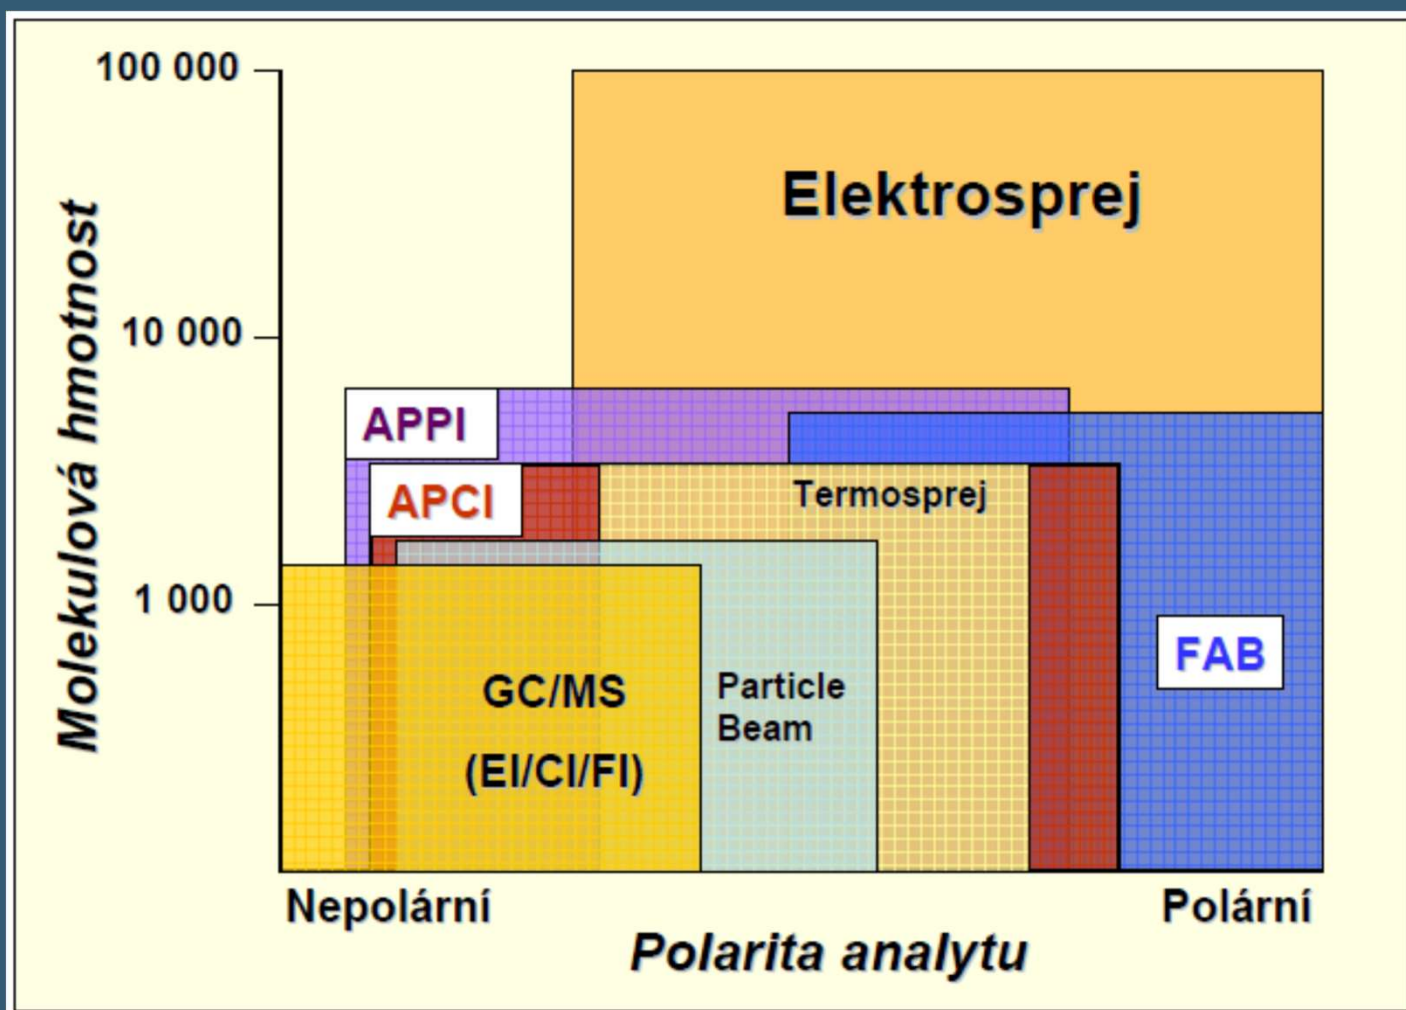 100 000
Elektrosprej
10 000
Molekulová hmotnost
APPI
APCI
Termosprej
1 000
FAB
GC/MS
(EI/CI/FI)
Particle
Beam
Nepolární
Polární
Polarita analytu